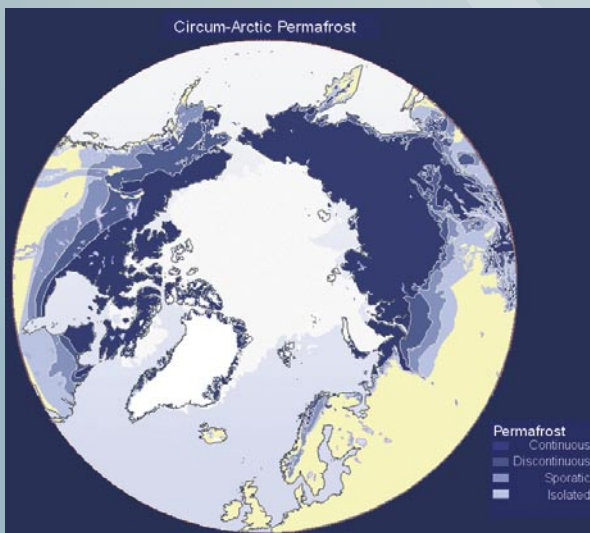 Circum-Arctic Permafrost
Permafrost
Continuous
Discontinuous
Sporatic
Isolated